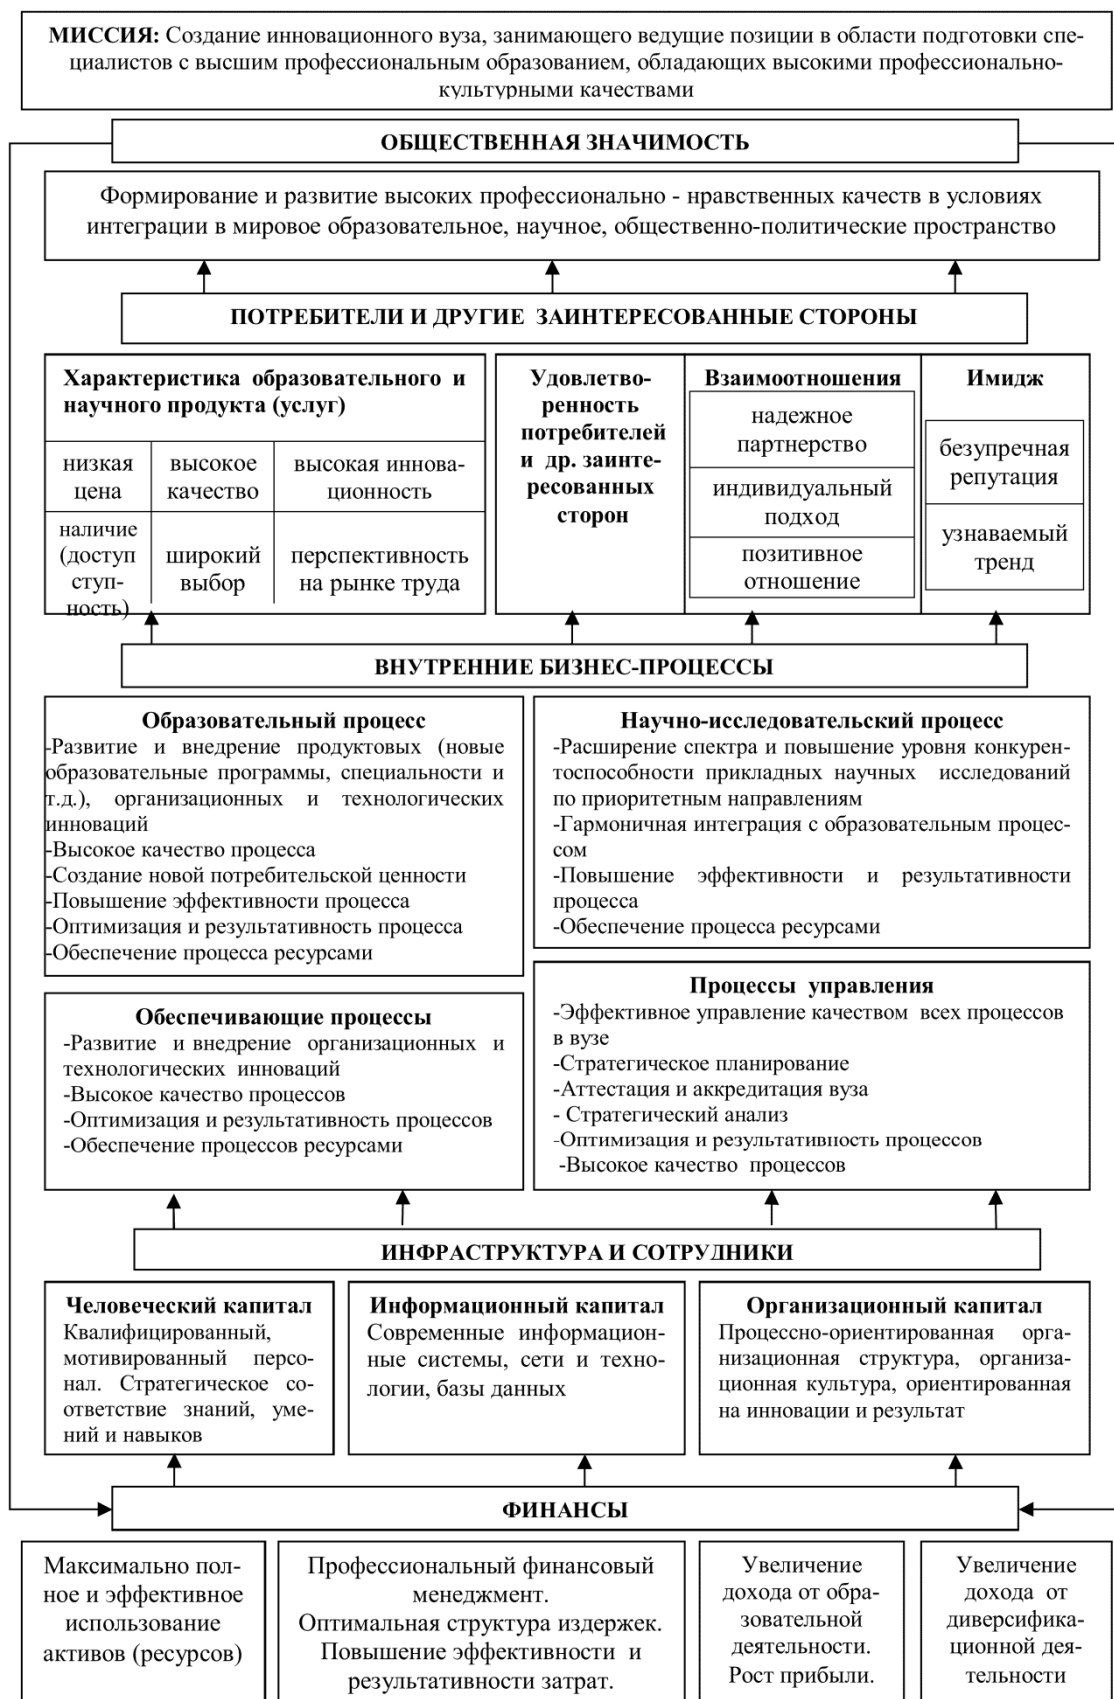 МИССИЯ: Создание инновационного вуза, занимающего ведущие позиции в области подготовки спе-
циалистов с высшим профессиональным образованием, обладающих высокими профессионально-
культурными качествами
ОБЩЕСТВЕННАЯ ЗНАЧИМОСТЬ
Формирование и развитие высоких профессионально - нравственных качеств в условиях
интеграции в мировое образовательное, научное, общественно-политические пространство
ПОТРЕБИТЕЛИ И ДРУГИЕ ЗАИНТЕРЕСОВАННЫЕ СТОРОНЫ
Характеристика образовательного и
научного продукта (услуг)
низкая
цена
высокое
качество
высокая иннова-
ционность
наличие
(доступ
ступ-
ность)
широкий
выбор
перспективность
на рынке труда
Удовлетво-
ренность
потребителей
и др. заинте-
ресованных
сторон
Взаимоотношения
надежное
партнерство
индивидуальный
подход
позитивное
отношение
Имидж
безупречная
репутация
узнаваемый
тренд
ВНУТРЕННИЕ БИЗНЕС-ПРОЦЕССЫ
Образовательный процесс
-Развитие и внедрение продуктовых (новые
образовательные программы, специальности и
т.д.), организационных и технологических
инноваций
-Высокое качество процесса
-Создание новой потребительской ценности
-Повышение эффективности процесса
-Оптимизация и результативность процесса
-Обеспечение процесса ресурсами
Научно-исследовательский процесс
-Расширение спектра и повышение уровня конкурен-
тоспособности прикладных научных исследований
по приоритетным направлениям
-Гармоничная интеграция с образовательным процес-
сом
-Повышение эффективности и результативности
процесса
-Обеспечение процесса ресурсами
Обеспечивающие процессы
-Развитие и внедрение организационных и
технологических инноваций
-Высокое качество процессов
-Оптимизация и результативность процессов
-Обеспечение процессов ресурсами
Процессы управления
-Эффективное управление качеством всех процессов
в вузе
-Стратегическое планирование
-Аттестация и аккредитация вуза
- Стратегический анализ
-Оптимизация и результативность процессов
-Высокое качество процессов
ИНФРАСТРУКТУРА И СОТРУДНИКИ
Человеческий капитал
Квалифицированный,
мотивированный персо-
нал. Стратегическое со-
ответствие знаний, уме-
ний и навыков
Информационный капитал
Современные информацион-
ные системы, сети и техно-
логии, базы данных
Организационный капитал
Процессно-ориентированная орга-
низационная структура, организа-
ционная культура, ориентированная
на инновации и результат
ФИНАНСЫ
Максимально пол-
ное и эффективное
использование
активов (ресурсов)
Профессиональный финансовый
менеджмент.
Оптимальная структура издержек.
Повышение эффективности и
результативности затрат.
Увеличение
дохода от обра-
зовательной
деятельности.
Рост прибыли.
Увеличение
дохода от
диверсифика-
ционной дея-
тельности